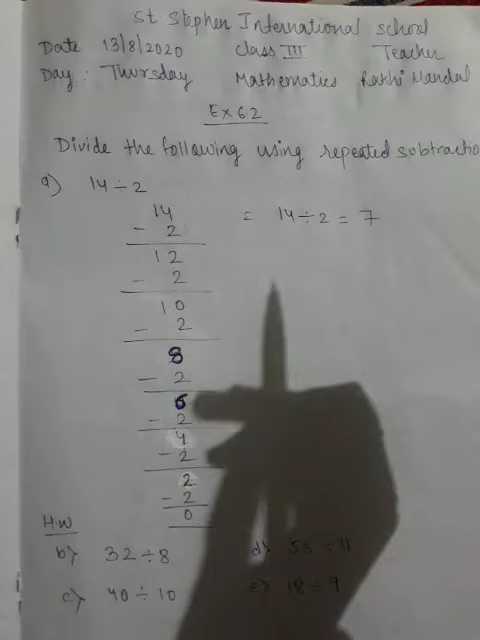 St Stephen International school
Date 13/8/2020 Class III Teacher
Day : Thursday Mathematics Rakhi Mandal
Ex 6.2
Divide the following using repeated subtractio
a) 14 ÷ 2
14 = 14 ÷ 2 = 7
- 2
12
- 2
10
- 2
8
- 2
6
- 2
4
- 2
2
- 2
0
H.W
b) 32 ÷ 8 d) 55 ÷ 11
c) 40 ÷ 10 e) 18 ÷ 9